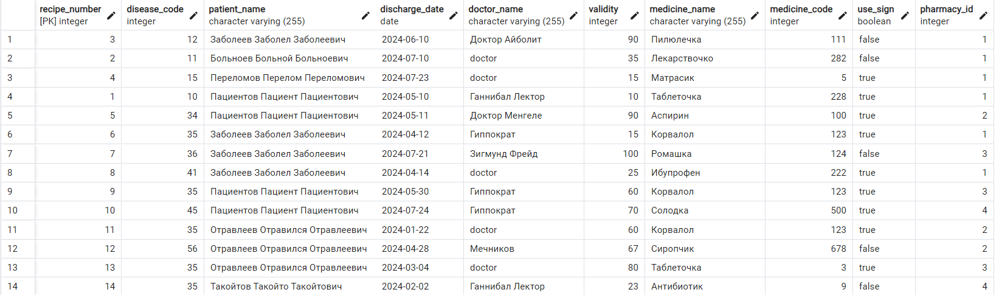 recipe_number disease_code patient_name discharge_date doctor_name validity medicine_name medicine_code use_sign pharmacy_id
[PK] integer integer character varying (255) date character varying (255) integer character varying (255) integer boolean integer
1 3 12 Заболеев Заболел Заболеевич 2024-06-10 Доктор Айболит 90 Пилюлечка 111 false 1
2 2 11 Больноев Больной Больноевич 2024-07-10 doctor 35 Лекарствочко 282 false 1
3 4 15 Переломов Перелом Переломович 2024-07-23 doctor 15 Матрасик 5 true 1
4 1 10 Пациентов Пациент Пациентович 2024-05-10 Ганнибал Лектор 10 Таблеточка 228 true 1
5 5 34 Пациентов Пациент Пациентович 2024-05-11 Доктор Менгеле 90 Аспирин 100 true 2
6 6 35 Заболеев Заболел Заболеевич 2024-04-12 Гиппократ 15 Корвалол 123 true 1
7 7 36 Заболеев Заболел Заболеевич 2024-07-21 Зигмунд Фрейд 100 Ромашка 124 false 3
8 8 41 Заболеев Заболел Заболеевич 2024-04-14 doctor 25 Ибупрофен 222 true 1
9 9 35 Пациентов Пациент Пациентович 2024-05-30 Гиппократ 60 Корвалол 123 true 3
10 10 45 Пациентов Пациент Пациентович 2024-07-24 Гиппократ 70 Солодка 500 true 4
11 11 35 Отравлеев Отравился Отравлеевич 2024-01-22 doctor 60 Корвалол 123 true 2
12 12 56 Отравлеев Отравился Отравлеевич 2024-04-28 Мечников 67 Сиропчик 678 false 2
13 13 35 Отравлеев Отравился Отравлеевич 2024-03-04 doctor 80 Таблеточка 3 true 3
14 14 35 Такойтов Такойто Такойтович 2024-02-02 Ганнибал Лектор 23 Антибиотик 9 false 4